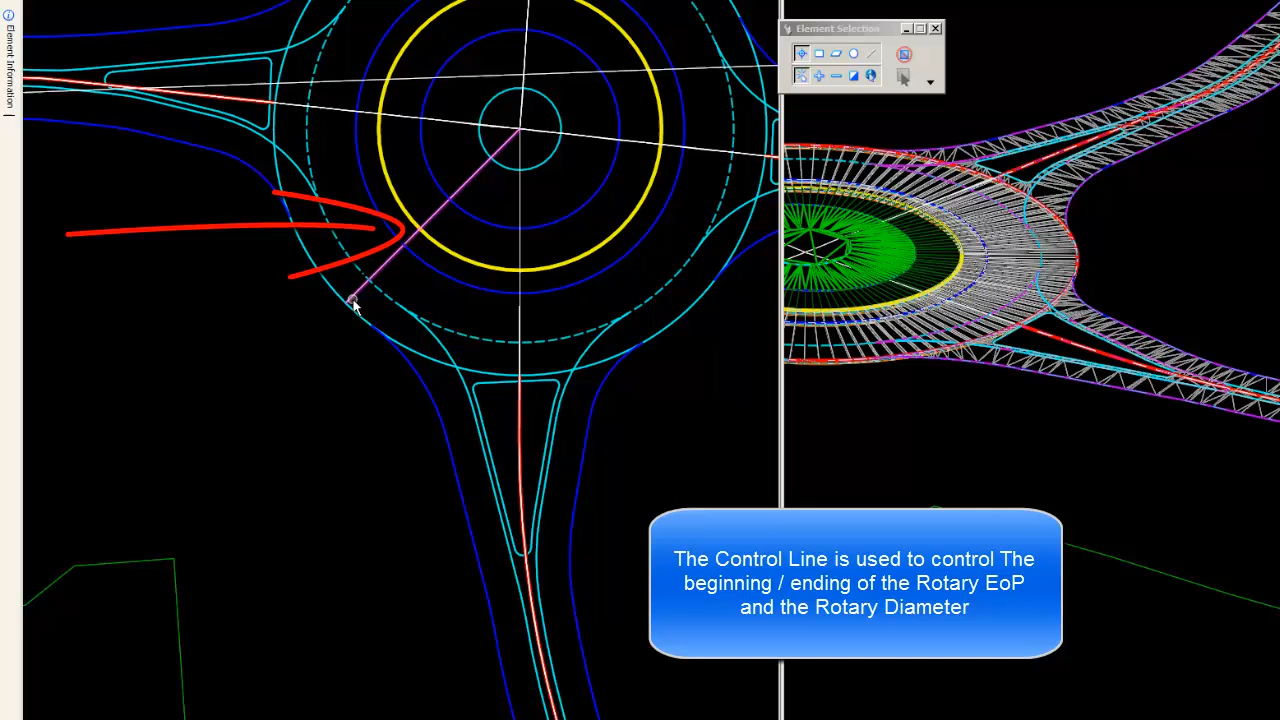 Element Information
Element Selection
The Control Line is used to control The
beginning / ending of the Rotary EoP
and the Rotary Diameter